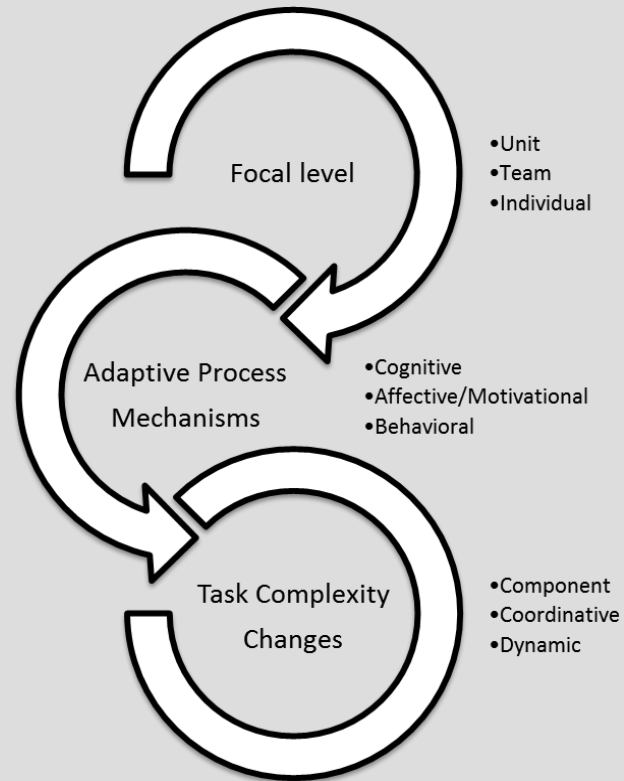 Focal level
•Unit
•Team
•Individual
Adaptive Process
Mechanisms
•Cognitive
•Affective/Motivational
•Behavioral
Task Complexity
Changes
•Component
•Coordinative
•Dynamic